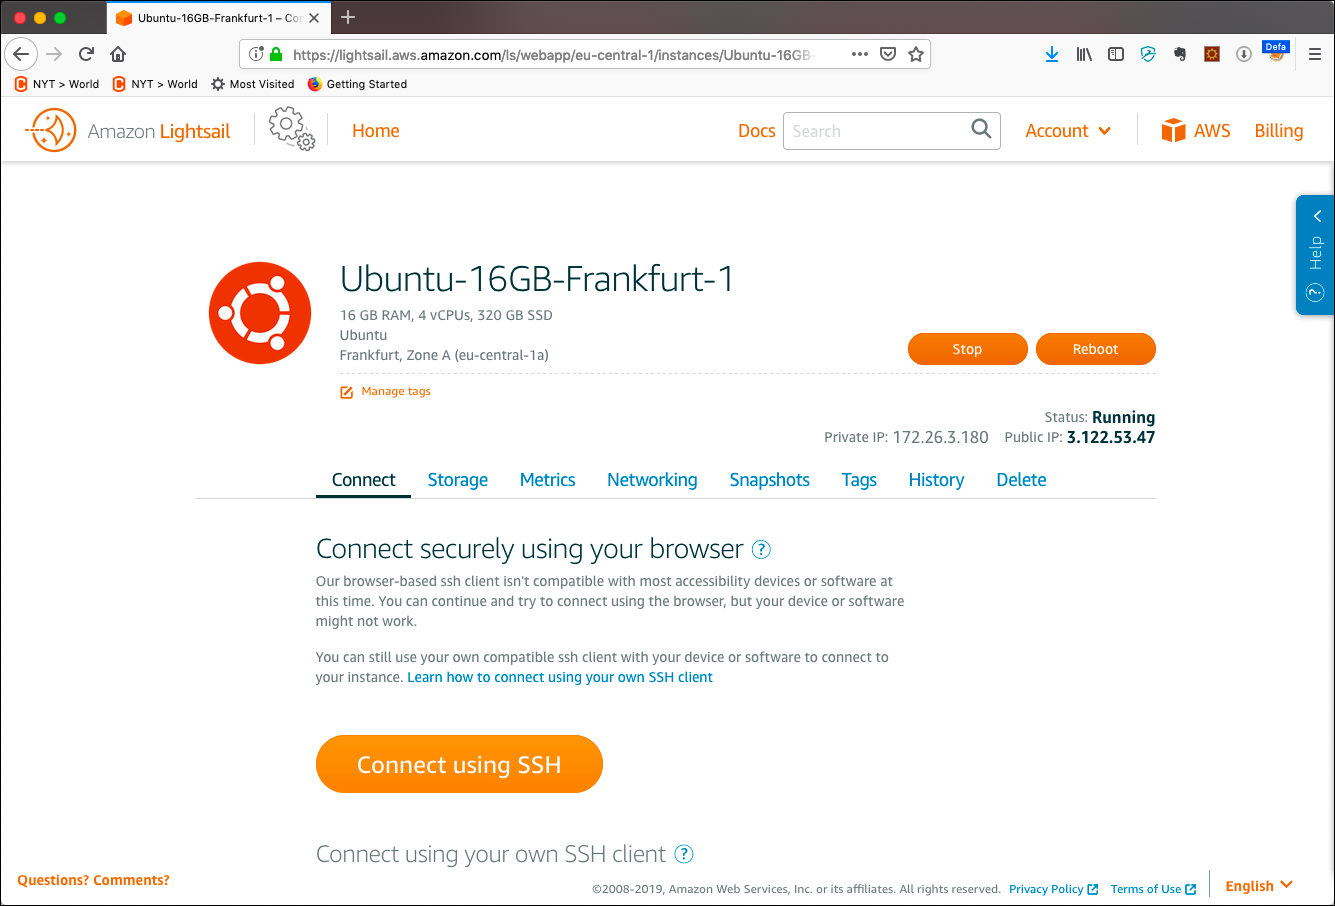 Ubuntu-16GB-Frankfurt-1 – Co
https://lightsail.aws.amazon.com/ls/webapp/eu-central-1/instances/Ubuntu-16GB-
Defa
NYT > World NYT > World Most Visited Getting Started
Amazon Lightsail Home Docs Search Account AWS Billing
Help
Ubuntu-16GB-Frankfurt-1
16 GB RAM, 4 vCPUs, 320 GB SSD
Ubuntu
Frankfurt, Zone A (eu-central-1a)
Stop Reboot
Manage tags
Status: Running
Private IP: 172.26.3.180 Public IP: 3.122.53.47
Connect Storage Metrics Networking Snapshots Tags History Delete
Connect securely using your browser ?
Our browser-based ssh client isn't compatible with most accessibility devices or software at
this time. You can continue and try to connect using the browser, but your device or software
might not work.
You can still use your own compatible ssh client with your device or software to connect to
your instance. Learn how to connect using your own SSH client
Connect using SSH
Connect using your own SSH client ?
Questions? Comments?
©2008-2019, Amazon Web Services, Inc. or its affiliates. All rights reserved. Privacy Policy Terms of Use English